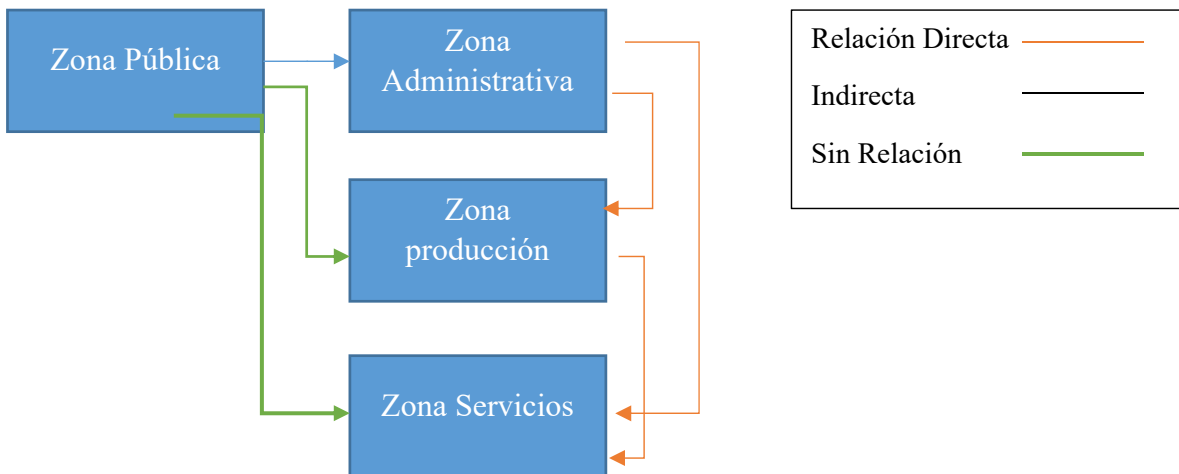 Zona Pública
Zona
Administrativa
Zona
producción
Zona Servicios
Relación Directa
Indirecta
Sin Relación